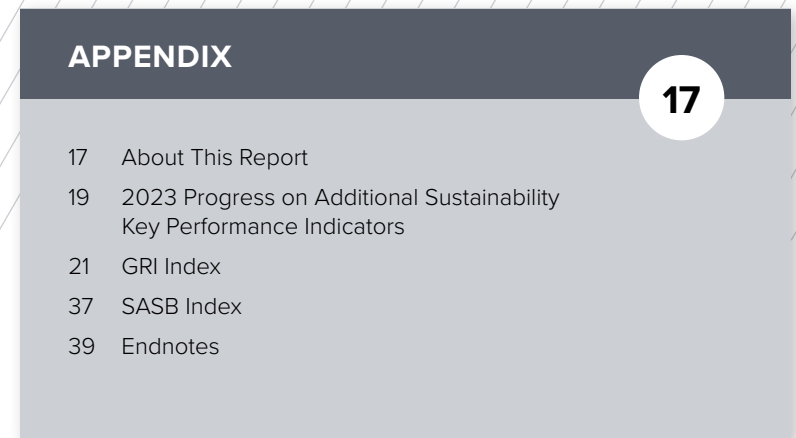 APPENDIX
17
17 About This Report
19 2023 Progress on Additional Sustainability
Key Performance Indicators
21 GRI Index
37 SASB Index
39 Endnotes